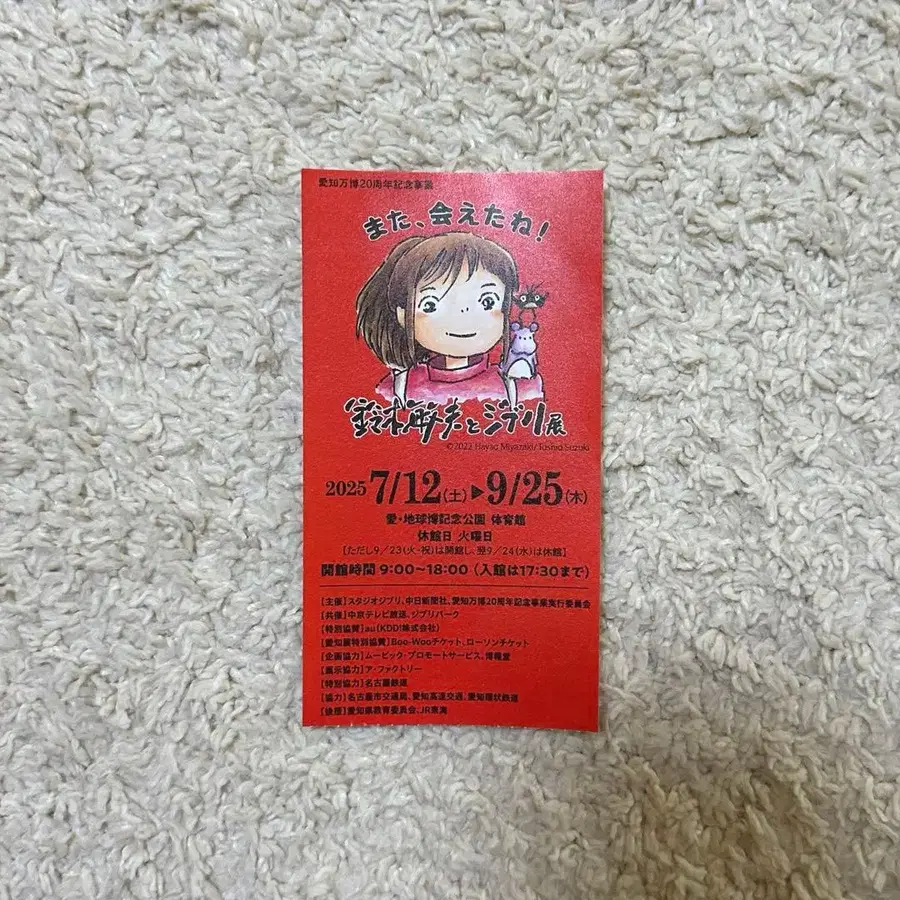 愛知万博20周年記念事業
また、会えたね!
鈴木敏夫とジブリ展
©2022 Hayao Miyazaki/Toshio Suzuki
2025 7/12(土)▶9/25(木)
愛・地球博記念公園 体育館
休館日 火曜日
【ただし9/23(火・祝)は開館し、翌9/24(水)は休館】
開館時間 9:00〜18:00 (入館は17:30まで)
【主催】スタジオジブリ、中日新聞社、愛知万博20周年記念事業実行委員会
【共催】中京テレビ放送、ジブリパーク
【特別協賛】au(KDDI株式会社)
【愛知展特別協賛】Boo-Wooチケット、ローソンチケット
【企画協力】ムービック・プロモートサービス、博報堂
【展示協力】ア・ファクトリー
【特別協力】名古屋鉄道
【協力】名古屋市交通局、愛知高速交通、愛知環状鉄道
【後援】愛知県教育委員会、JR東海